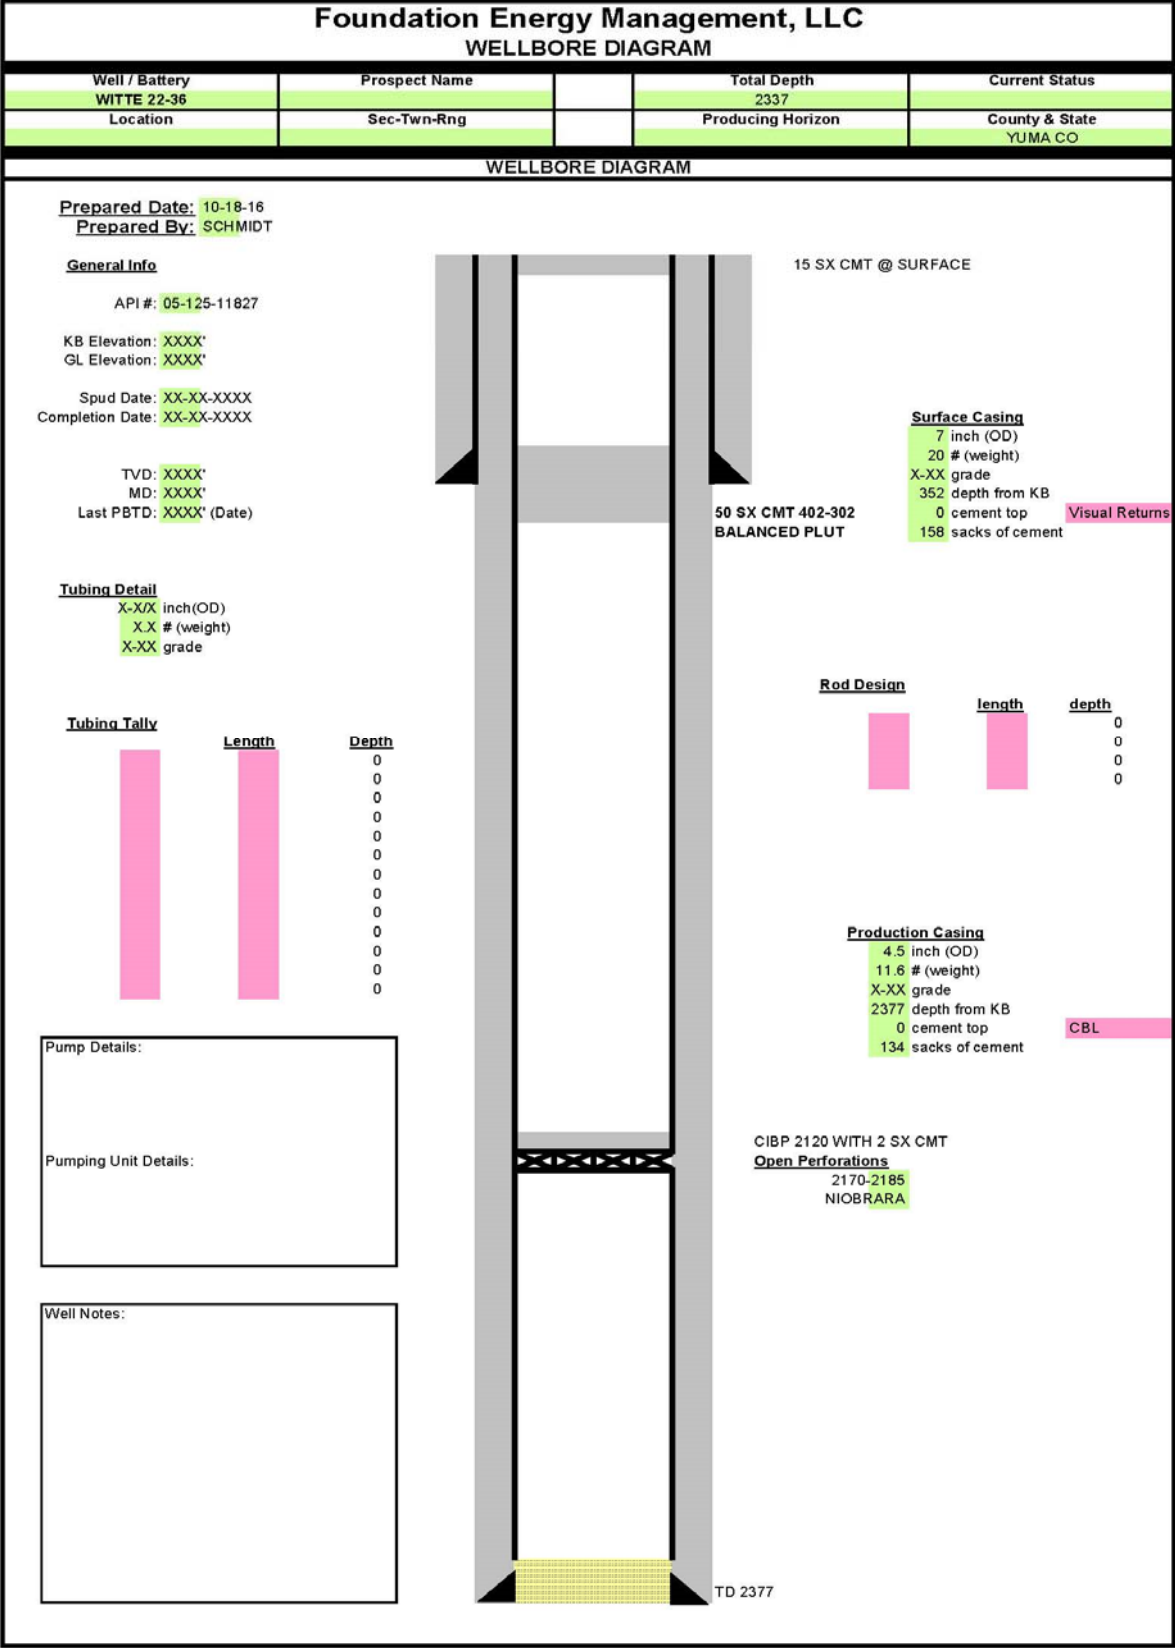 Foundation Energy Management, LLC
WELLBORE DIAGRAM
Well / Battery Prospect Name Total Depth Current Status
WITTE 22-36 2337
Location Sec-Twn-Rng Producing Horizon County & State
YUMA CO
WELLBORE DIAGRAM
Prepared Date: 10-18-16
Prepared By: SCHMIDT
General Info
15 SX CMT @ SURFACE
API #: 05-125-11827
KB Elevation: XXXX'
GL Elevation: XXXX'
Spud Date: XX-XX-XXXX
Completion Date: XX-XX-XXXX
TVD: XXXX'
MD: XXXX'
Last PBTD: XXXX' (Date)
Surface Casing
7 inch (OD)
20 # (weight)
X-XX grade
352 depth from KB
0 cement top Visual Returns
158 sacks of cement
50 SX CMT 402-302
BALANCED PLUT
Tubing Detail
X-X/X inch(OD)
X.X # (weight)
X-XX grade
Rod Design
length depth
0
0
0
0
Tubing Tally
Length Depth
0
0
0
0
0
0
0
0
0
0
0
0
0
Production Casing
4.5 inch (OD)
11.6 # (weight)
X-XX grade
2377 depth from KB
0 cement top CBL
134 sacks of cement
Pump Details:
Pumping Unit Details:
CIBP 2120 WITH 2 SX CMT
Open Perforations
2170-2185
NIOBRARA
Well Notes:
TD 2377